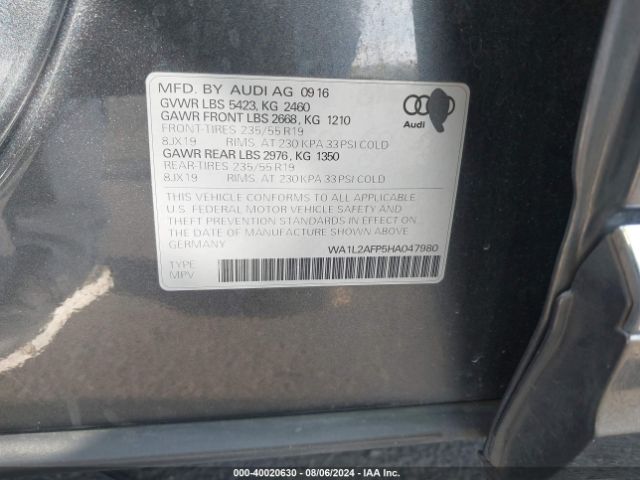 MFD. BY AUDI AG 09 16
GVWR LBS 5423, KG 2460
GAWR FRONT LBS 2668, KG 1210
FRONT-TIRES 235/55 R19
8JX19 RIMS AT 230 KPA 33 PSI COLD
GAWR REAR LBS 2976, KG 1350
REAR-TIRES 235/55 R19
8JX19 RIMS AT 230 KPA 33 PSI COLD
Audi
THIS VEHICLE CONFORMS TO ALL APPLICABLE
U.S. FEDERAL MOTOR VEHICLE SAFETY AND
THEFT PREVENTION STANDARDS IN EFFECT ON
THE DATE OF MANUFACTURE SHOWN ABOVE
GERMANY
WA1L2AFP5HA047980
TYPE
MPV
000-40020630 - 08/06/2024 - IAA Inc.